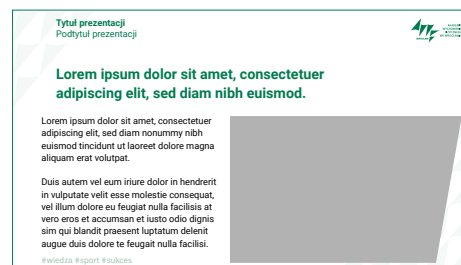 Tytuł prezentacji
Podtytuł prezentacji
Lorem ipsum dolor sit amet, consectetuer
adipiscing elit, sed diam nibh euismod.
Lorem ipsum dolor sit amet, consectetuer
adipiscing elit, sed diam nonummy nibh
euismod tincidunt ut laoreet dolore magna
aliquam erat volutpat.
Duis autem vel eum iriure dolor in hendrerit
in vulputate velit esse molestie consequat,
vel illum dolore eu feugiat nulla facilisis at
vero eros et accumsan et iusto odio dignis
sim qui blandit praesent luptatum delenit
augue duis dolore te feugait nulla facilisi.
#wiedza #sport #sukces